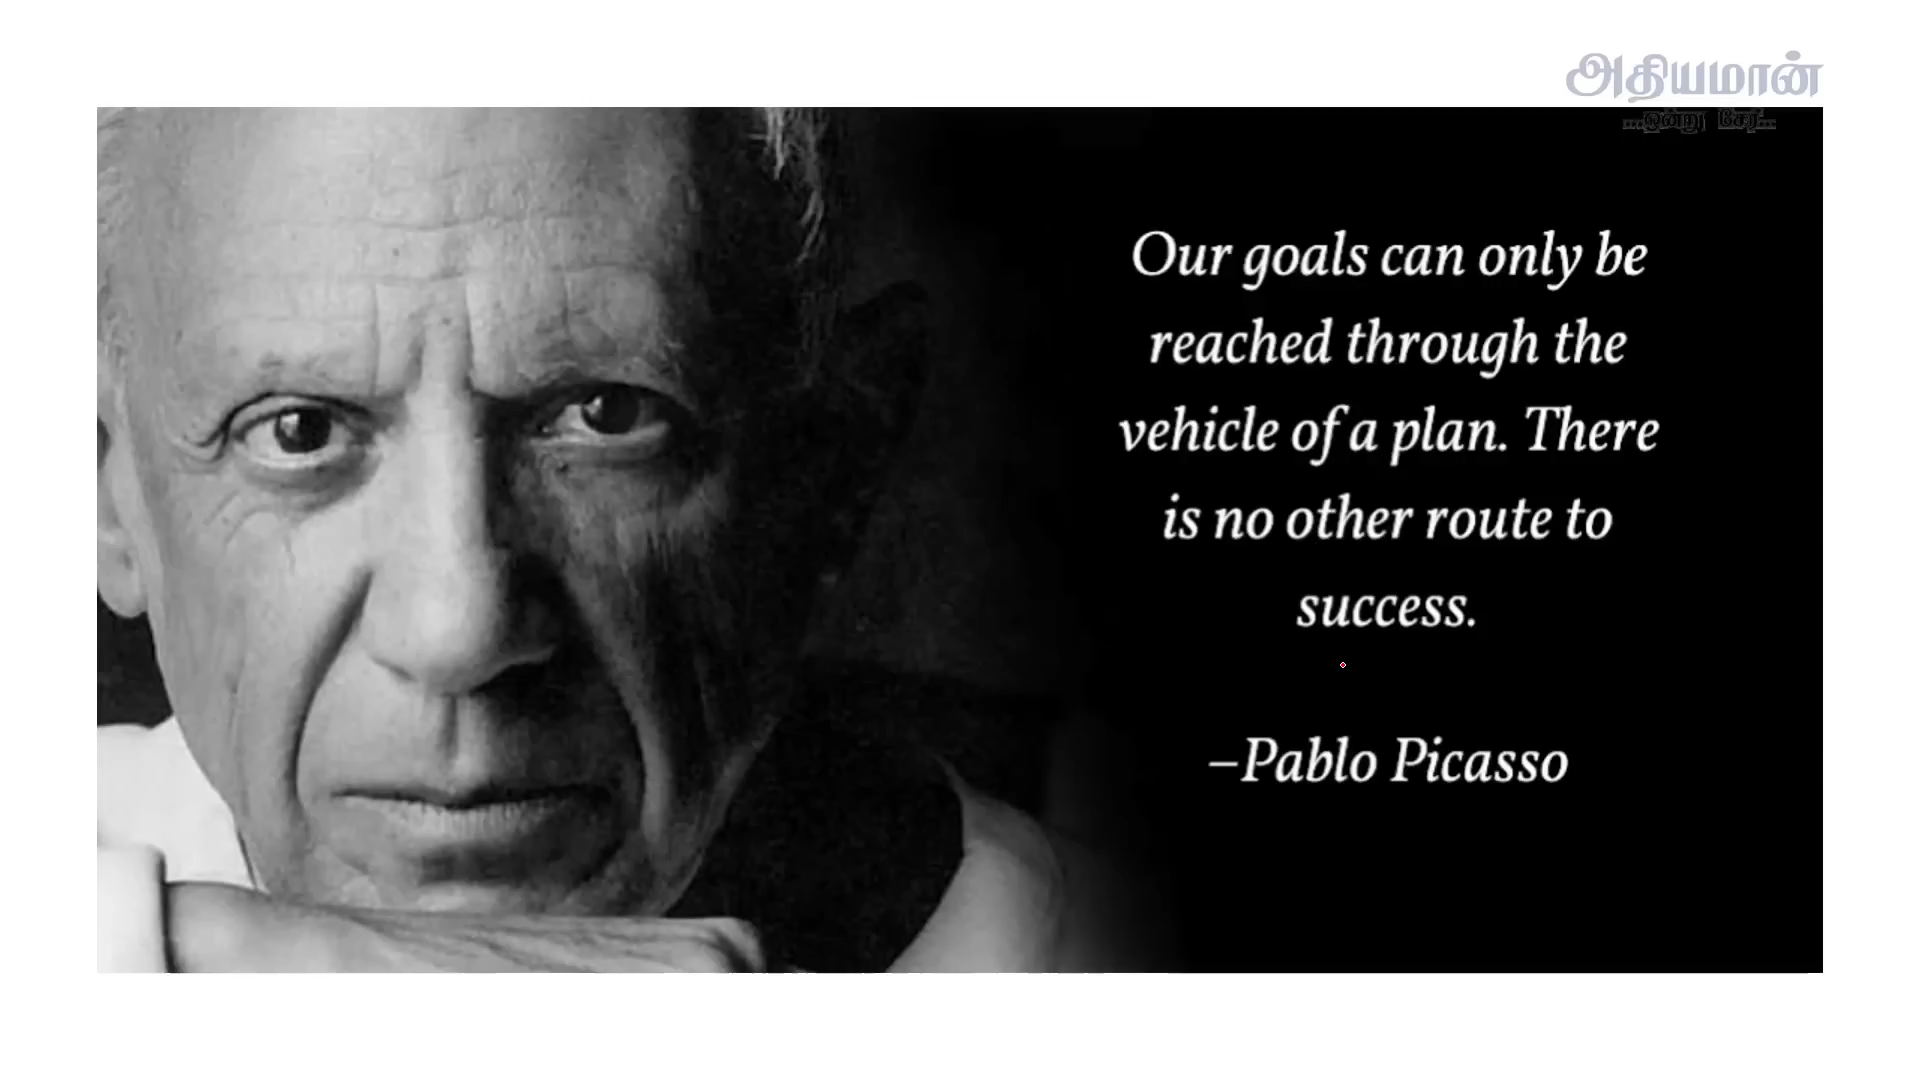 அதியமான்
...ஒன்று சேர்...
Our goals can only be
reached through the
vehicle of a plan. There
is no other route to
success.
–Pablo Picasso